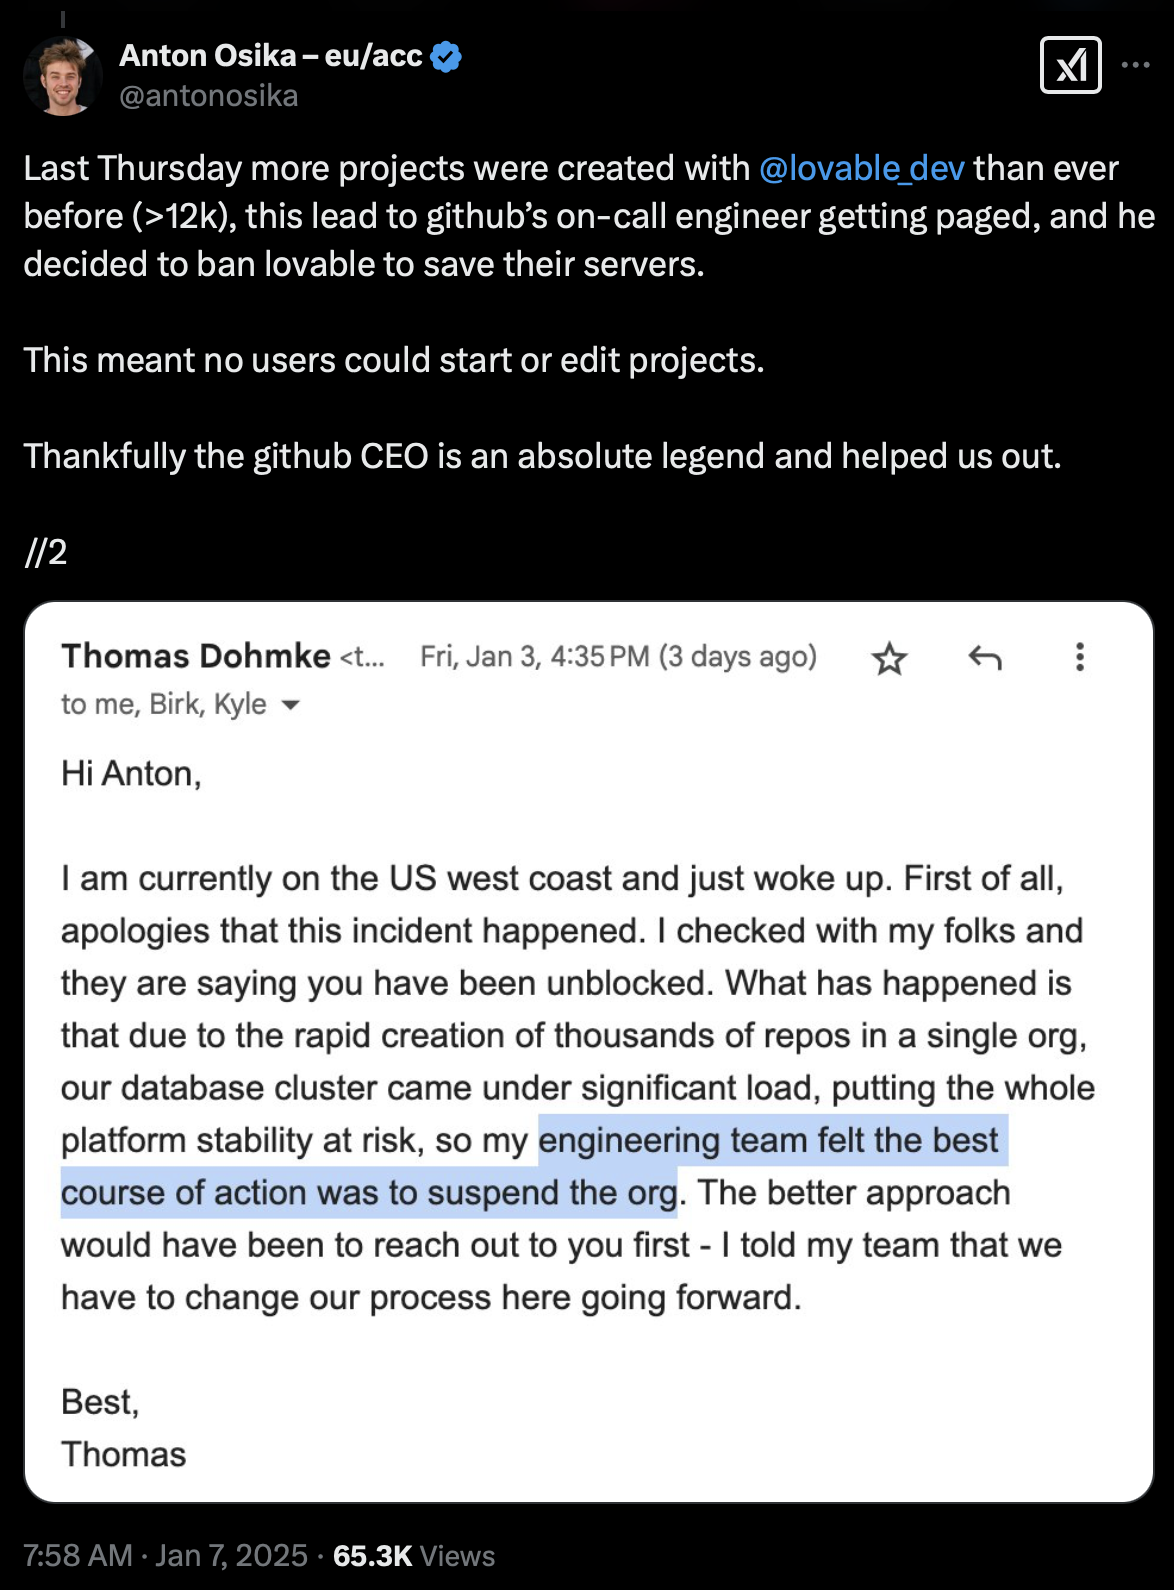 Anton Osika – eu/acc
@antonosika
Last Thursday more projects were created with @lovable_dev than ever
before (>12k), this lead to github’s on-call engineer getting paged, and he
decided to ban lovable to save their servers.
This meant no users could start or edit projects.
Thankfully the github CEO is an absolute legend and helped us out.
//2
Thomas Dohmke <t... Fri, Jan 3, 4:35 PM (3 days ago)
to me, Birk, Kyle
Hi Anton,
I am currently on the US west coast and just woke up. First of all,
apologies that this incident happened. I checked with my folks and
they are saying you have been unblocked. What has happened is
that due to the rapid creation of thousands of repos in a single org,
our database cluster came under significant load, putting the whole
platform stability at risk, so my engineering team felt the best
course of action was to suspend the org. The better approach
would have been to reach out to you first - I told my team that we
have to change our process here going forward.
Best,
Thomas
7:58 AM · Jan 7, 2025 · 65.3K Views